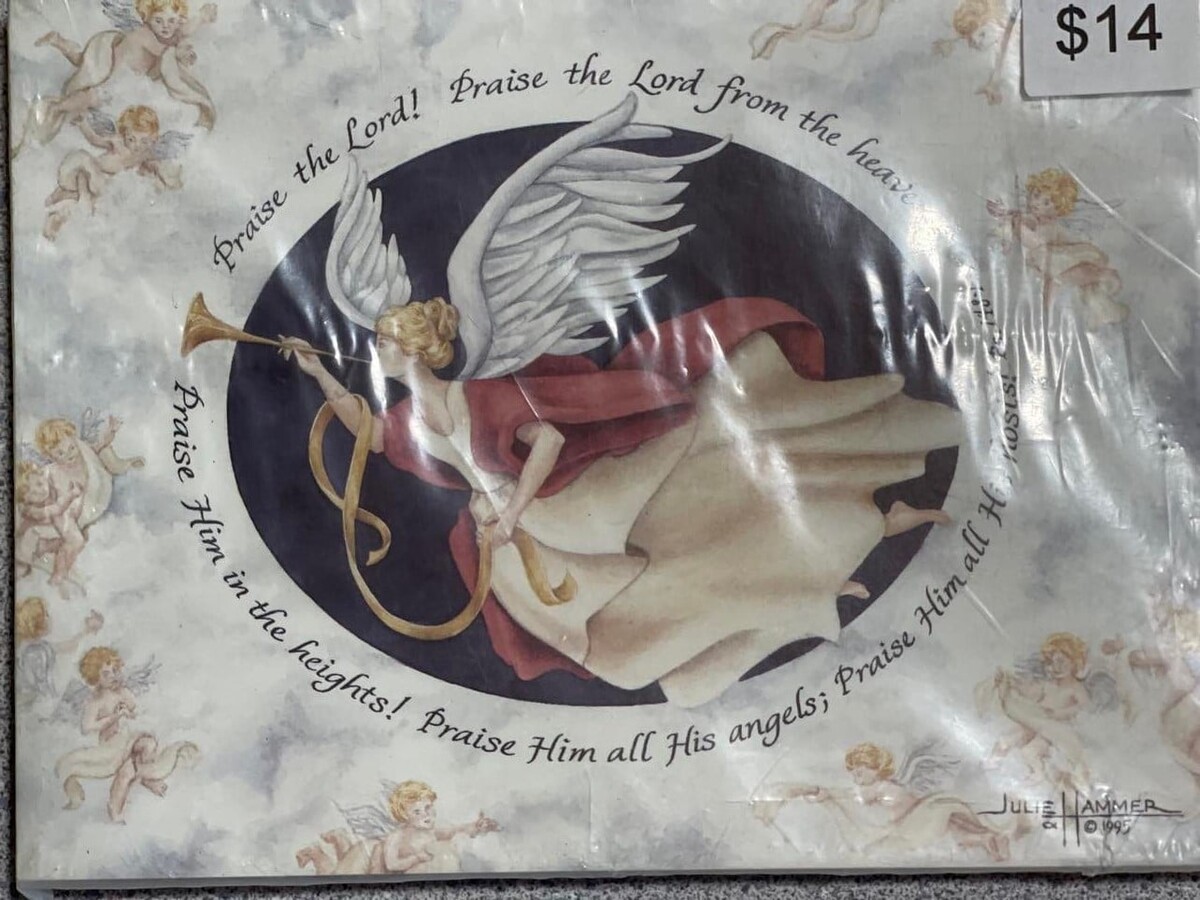 $14
Praise the Lord! Praise the Lord from the heave
Praise Him in the heights! Praise Him all His angels; Praise Him all
JULIE HAMMER
© 1995